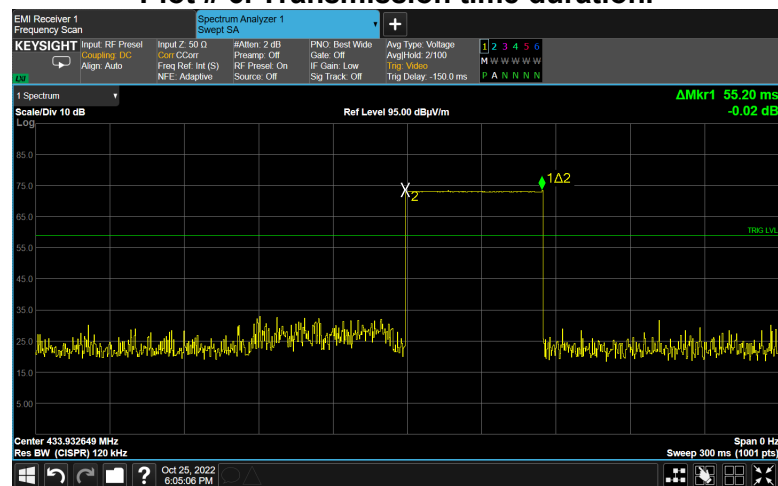 EMI Receiver 1
Frequency Scan
Spectrum Analyzer 1
Swept SA
+
KEYSIGHT
LXI
Input: RF Presel
Coupling: DC
Align: Auto
Input Z: 50 Ω
Corr CCorr
Freq Ref: Int (S)
NFE: Adaptive
#Atten: 2 dB
Preamp: Off
RF Presel: On
Source: Off
PNO: Best Wide
Gate: Off
IF Gain: Low
Sig Track: Off
Avg Type: Voltage
Avg|Hold: 2/100
Trig: Video
Trig Delay: -150.0 ms
1 2 3 4 5 6
M W W W W W
P A N N N N
1 Spectrum
ΔMkr1 55.20 ms
-0.02 dB
Scale/Div 10 dB
Ref Level 95.00 dBµV/m
Log
85.0
75.0
65.0
55.0
45.0
35.0
25.0
15.0
5.00
2
1Δ2
TRIG LVL
Center 433.932649 MHz
Res BW (CISPR) 120 kHz
Span 0 Hz
Sweep 300 ms (1001 pts)
?
Oct 25, 2022
6:05:06 PM